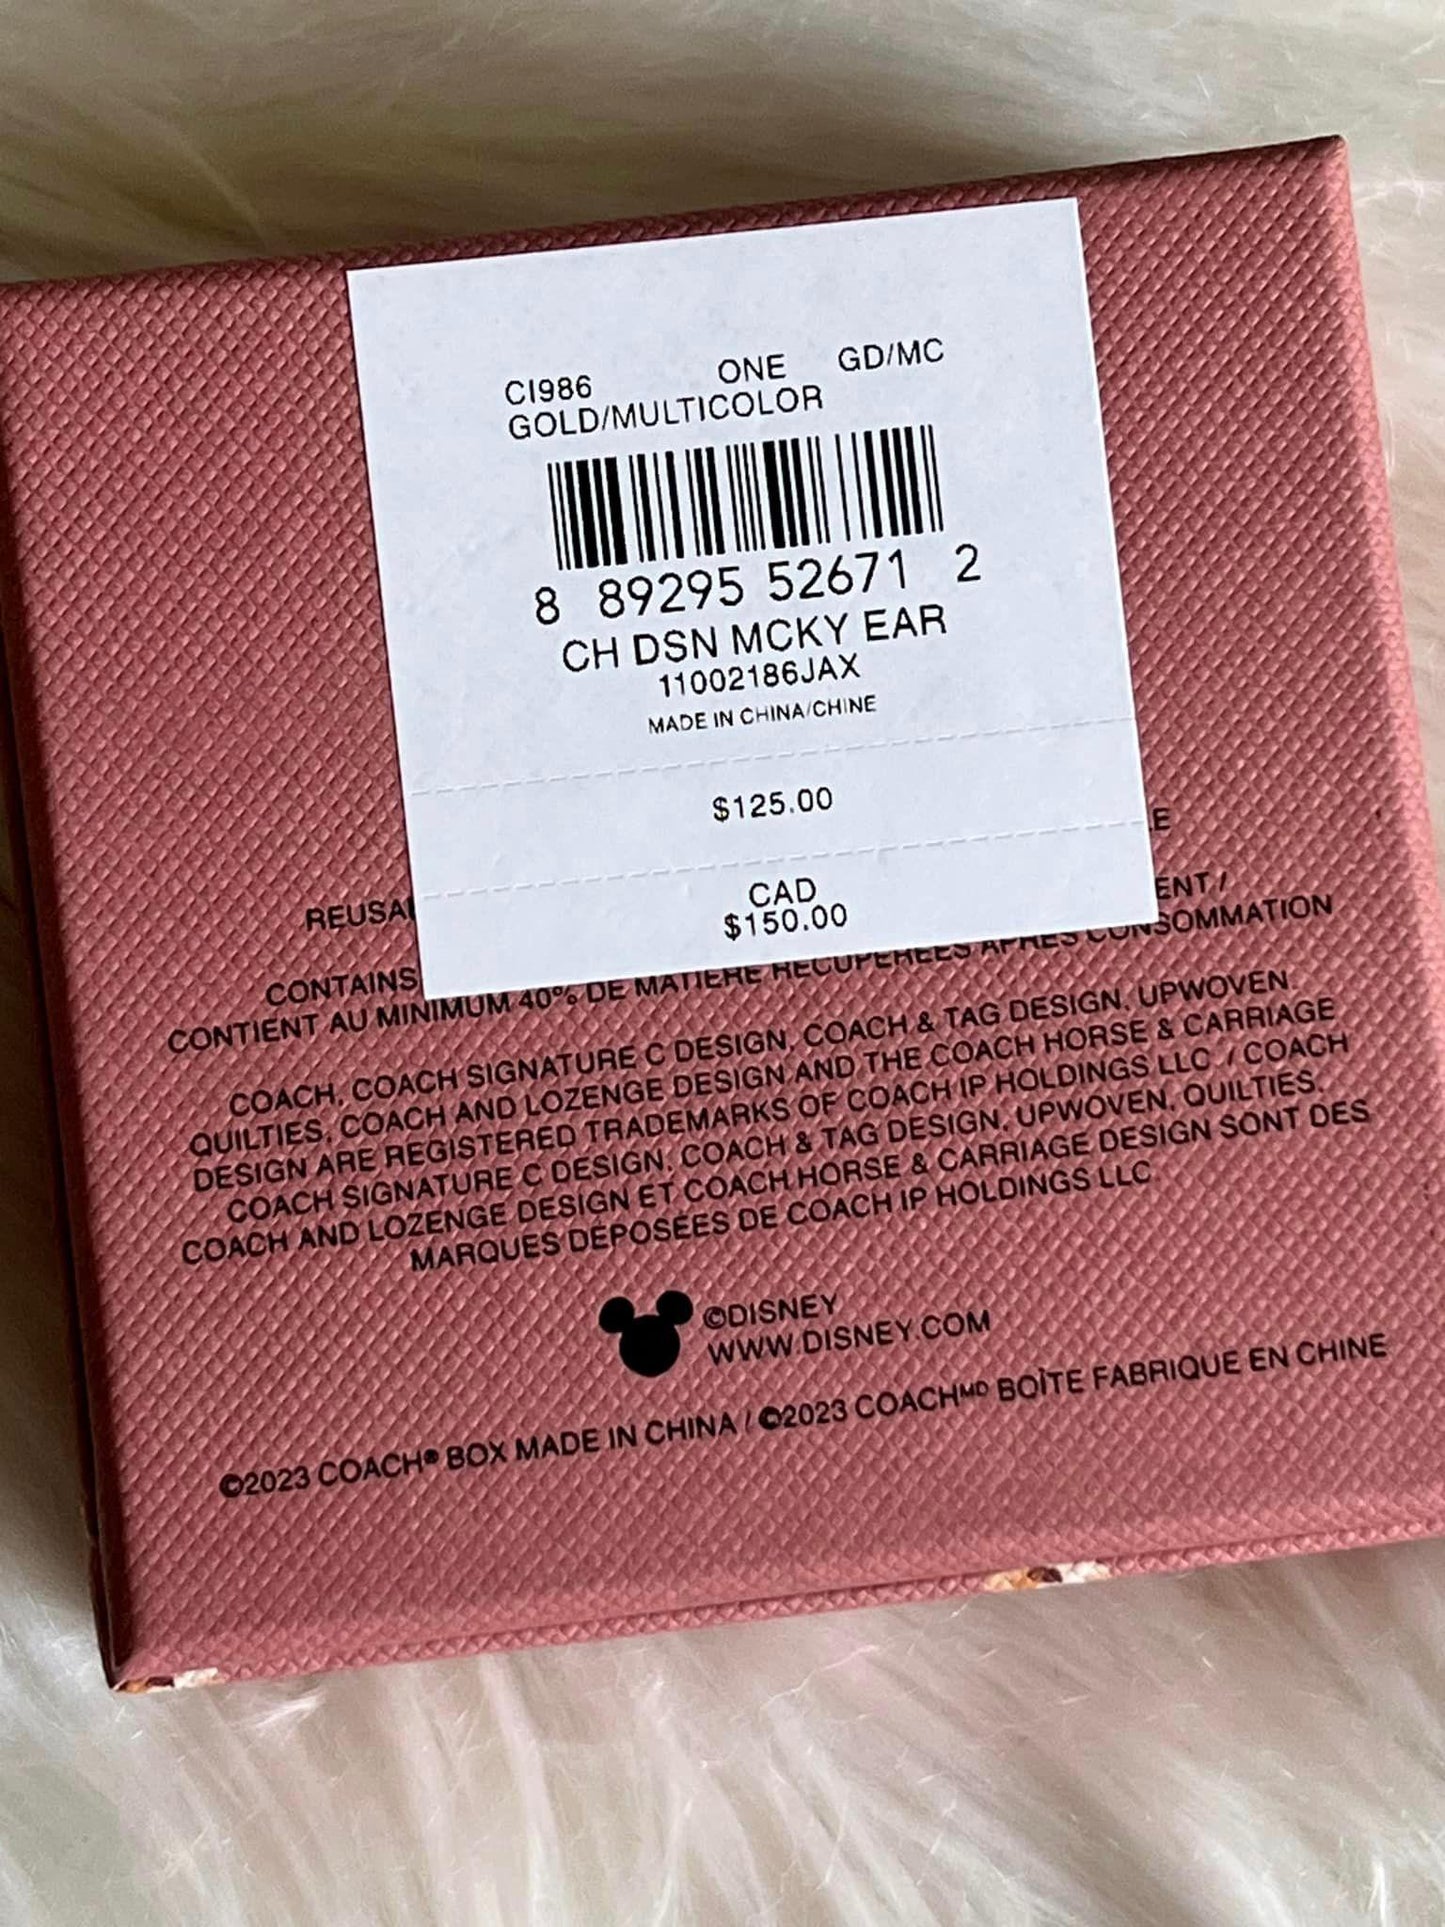 CI986 ONE GD/MC
GOLD/MULTICOLOR
8 89295 52671 2
CH DSN MCKY EAR
11002186JAX
MADE IN CHINA/CHINE
$125.00
CAD
$150.00
CONTAINS
CONTIENT AU MINIMUM 40% DE MATIÈRE RÉCUPÉRÉES APRÈS CONSOMMATION
COACH, COACH SIGNATURE C DESIGN, COACH & TAG DESIGN, UPWOVEN,
QUILTIES, COACH AND LOZENGE DESIGN AND THE COACH HORSE & CARRIAGE
DESIGN ARE REGISTERED TRADEMARKS OF COACH IP HOLDINGS LLC / COACH
COACH SIGNATURE C DESIGN, COACH & TAG DESIGN, UPWOVEN, QUILTIES,
COACH AND LOZENGE DESIGN ET COACH HORSE & CARRIAGE DESIGN SONT DES
MARQUES DÉPOSÉES DE COACH IP HOLDINGS LLC
©DISNEY
WWW.DISNEY.COM
©2023 COACH® BOX MADE IN CHINA / ©2023 COACHMD BOÎTE FABRIQUE EN CHINE